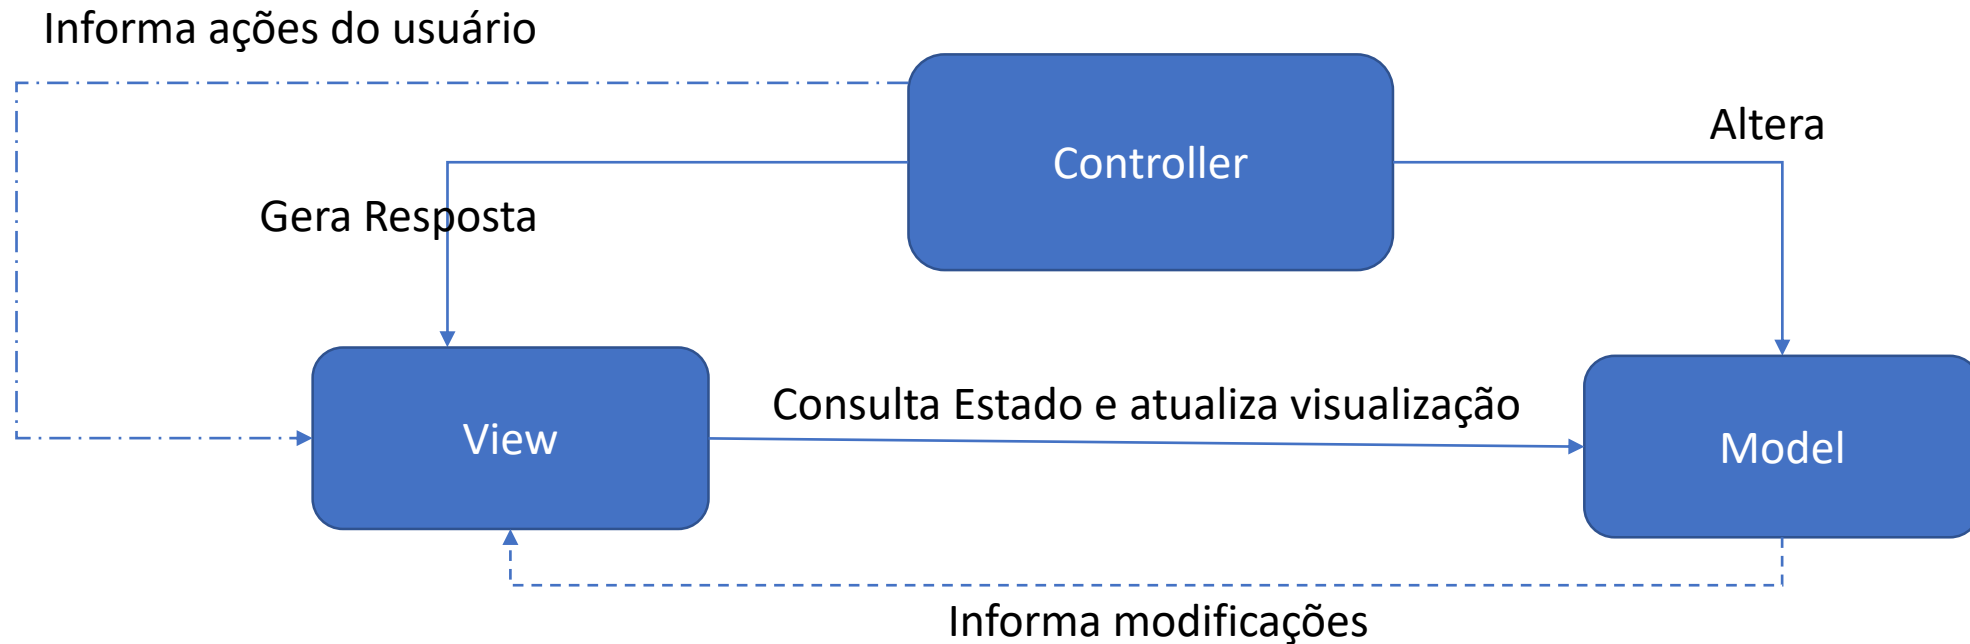 Informa ações do usuário
Altera
Controller
Gera Resposta
Consulta Estado e atualiza visualização
View
Model
Informa modificações